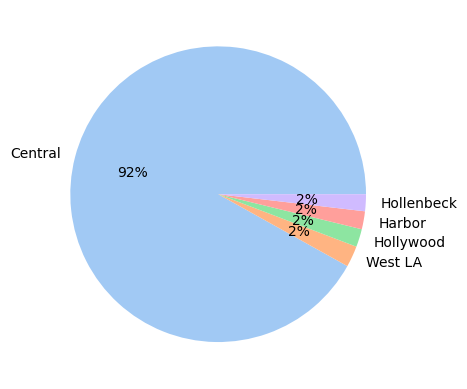 Central
92%
2%
Hollenbeck
2%
Harbor
2%
Hollywood
2%
West LA